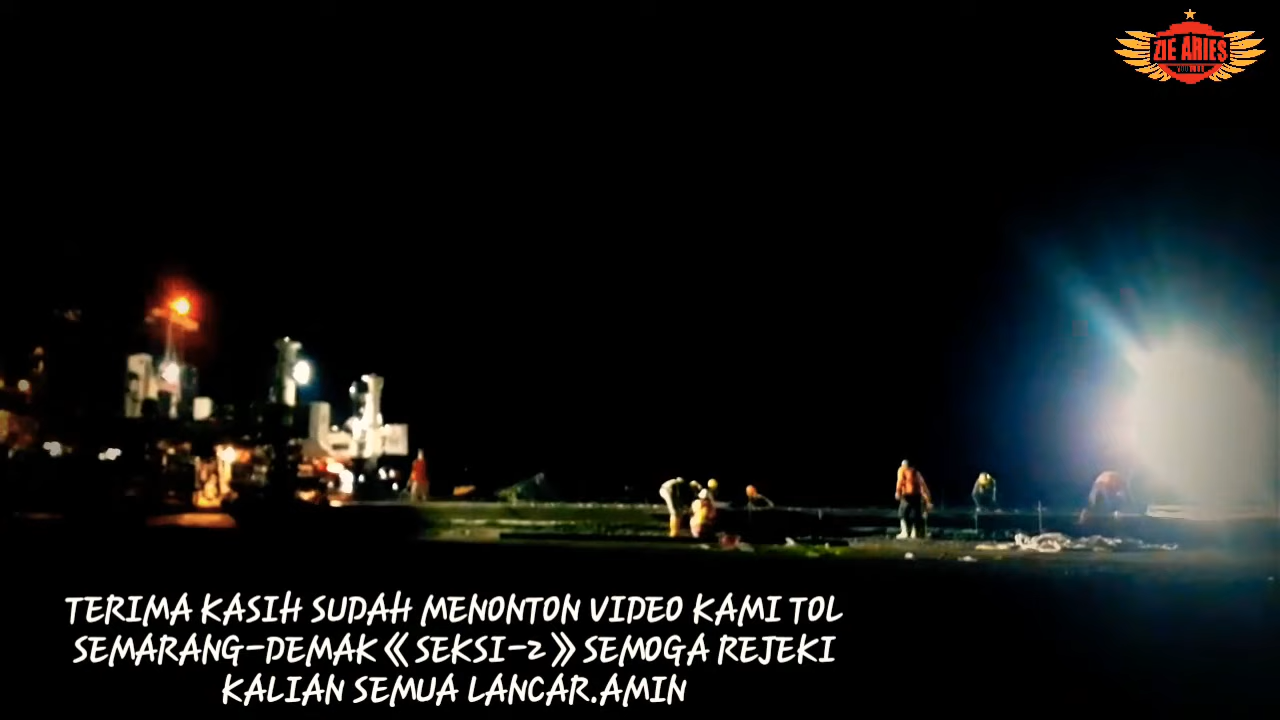 ZIE ARIES
TERIMA KASIH SUDAH MENONTON VIDEO KAMI TOL
SEMARANG-DEMAK《SEKSI-2》SEMOGA REJEKI
KALIAN SEMUA LANCAR.AMIN